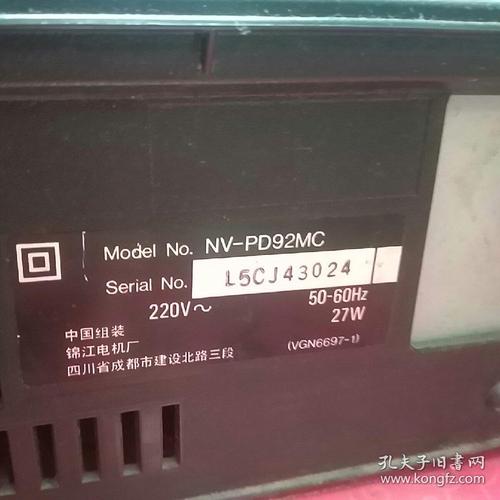 Model No. NV-PD92MC
Serial No. L5CJ43024
220V～ 50-60Hz
27W
中国组装
锦江电机厂
四川省成都市建设北路三段
(VGN6697-1)
孔夫子旧书网
www.kongfz.com